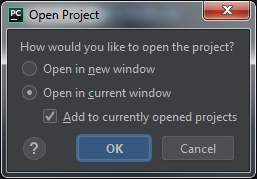 PC
Open Project
How would you like to open the project?
Open in new window
Open in current window
Add to currently opened projects
?
OK
Cancel